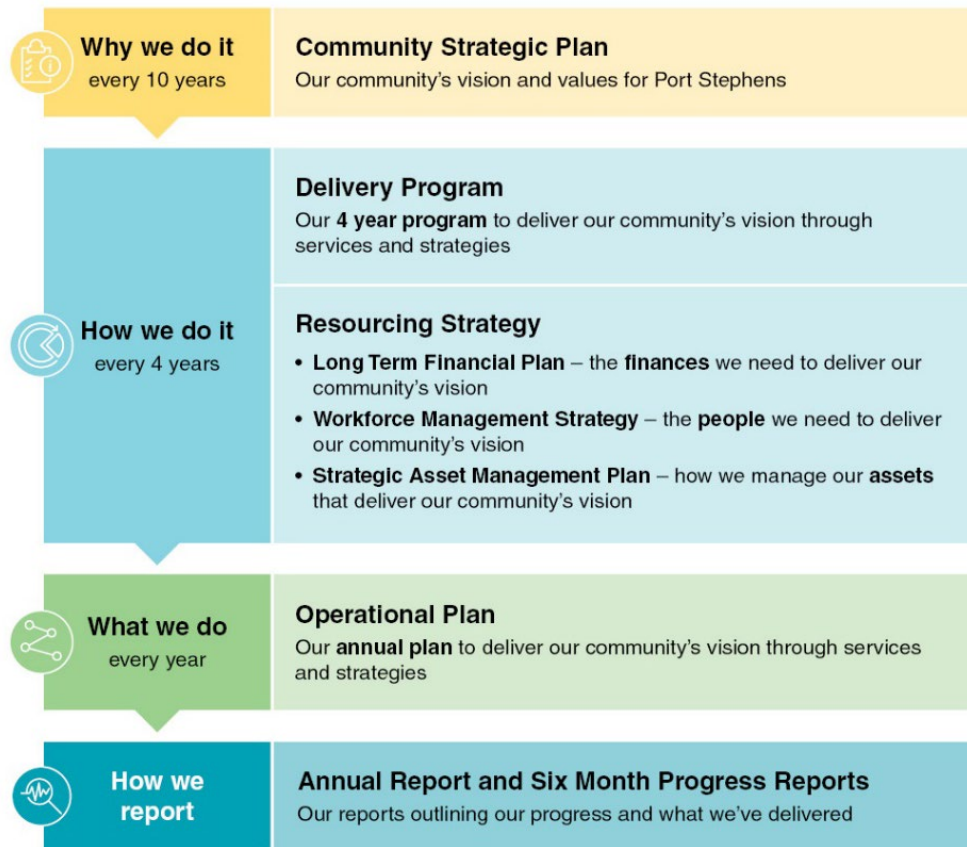 Why we do it
every 10 years
Community Strategic Plan
Our community’s vision and values for Port Stephens
How we do it
every 4 years
Delivery Program
Our 4 year program to deliver our community’s vision through
services and strategies
Resourcing Strategy
• Long Term Financial Plan – the finances we need to deliver our
community’s vision
• Workforce Management Strategy – the people we need to deliver
our community’s vision
• Strategic Asset Management Plan – how we manage our assets
that deliver our community’s vision
What we do
every year
Operational Plan
Our annual plan to deliver our community’s vision through services
and strategies
How we
report
Annual Report and Six Month Progress Reports
Our reports outlining our progress and what we’ve delivered